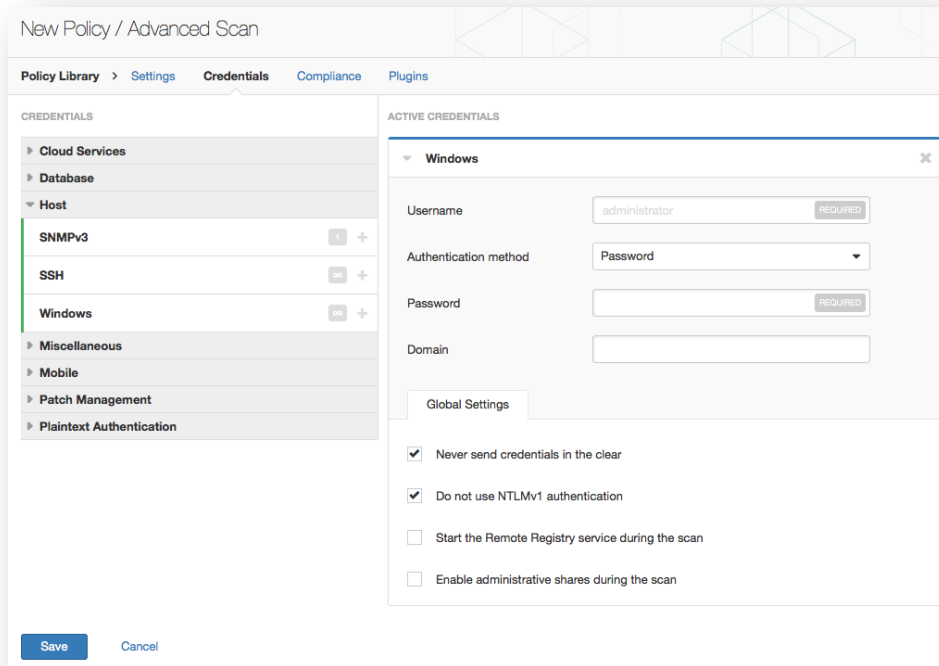 New Policy / Advanced Scan
Policy Library > Settings Credentials Compliance Plugins
CREDENTIALS
Cloud Services
Database
Host
SNMPv3 1 +
SSH ∞ +
Windows ∞ +
Miscellaneous
Mobile
Patch Management
Plaintext Authentication
ACTIVE CREDENTIALS
Windows
Username administrator REQUIRED
Authentication method Password
Password REQUIRED
Domain
Global Settings
Never send credentials in the clear
Do not use NTLMv1 authentication
Start the Remote Registry service during the scan
Enable administrative shares during the scan
Save Cancel